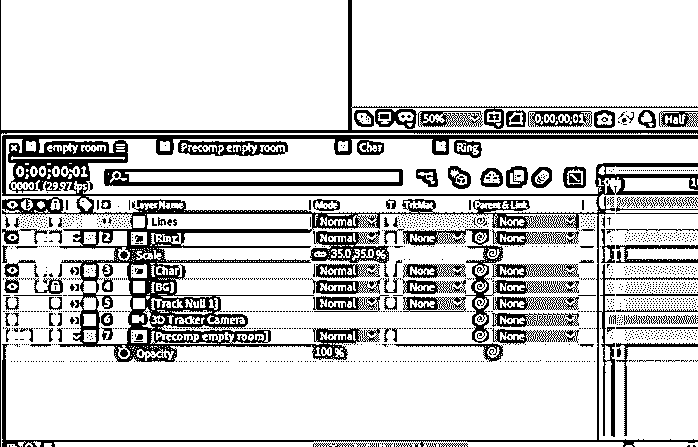 50% 0;00;00;01 Half
× empty room Precomp empty room Char Ring
0;00;00;01
00001 (29.97 fps)
Layer Name Mode T TrkMat Parent & Link
Lines Normal None
2 [Ring] Normal None None
Scale 35.0,35.0%
3 [Char] Normal None None
4 [BG] Normal None None
5 [Track Null 1] Normal None None
6 3D Tracker Camera None
7 [Precomp empty room] Normal None
Opacity 100%